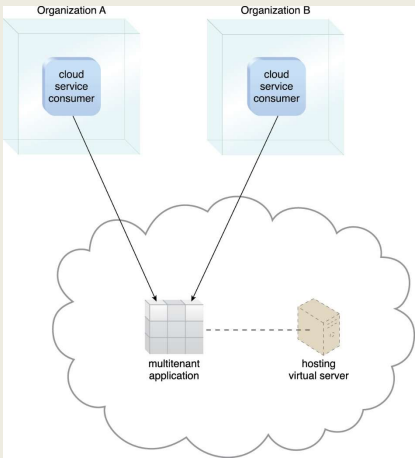 Organization A
Organization B
cloud
service
consumer
cloud
service
consumer
multitenant
application
hosting
virtual server